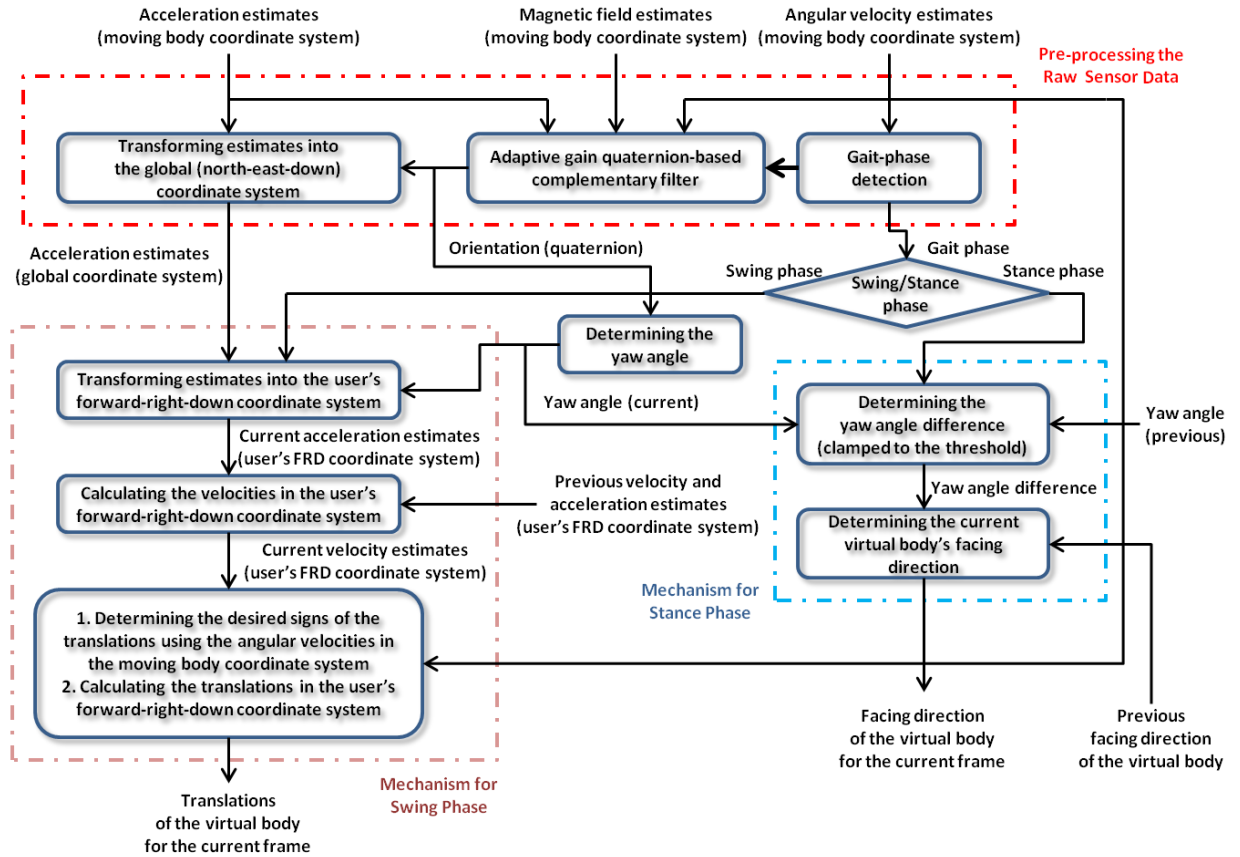 Acceleration estimates
(moving body coordinate system)
Magnetic field estimates
(moving body coordinate system)
Angular velocity estimates
(moving body coordinate system)
Pre-processing the
Raw Sensor Data
Transforming estimates into
the global (north-east-down)
coordinate system
Adaptive gain quaternion-based
complementary filter
Gait-phase
detection
Acceleration estimates
(global coordinate system)
Orientation (quaternion)
Gait phase
Swing phase
Stance phase
Swing/Stance
phase
Determining the
yaw angle
Transforming estimates into the user's
forward-right-down coordinate system
Yaw angle (current)
Determining the
yaw angle difference
(clamped to the threshold)
Yaw angle
(previous)
Current acceleration estimates
(user's FRD coordinate system)
Calculating the velocities in the user's
forward-right-down coordinate system
Previous velocity and
acceleration estimates
(user's FRD coordinate system)
Yaw angle difference
Determining the current
virtual body's facing
direction
Current velocity estimates
(user's FRD coordinate system)
Mechanism for
Stance Phase
1. Determining the desired signs of the
translations using the angular velocities in
the moving body coordinate system
2. Calculating the translations in the user's
forward-right-down coordinate system
Facing direction
of the virtual body
for the current frame
Previous
facing direction
of the virtual body
Mechanism for
Swing Phase
Translations
of the virtual body
for the current frame